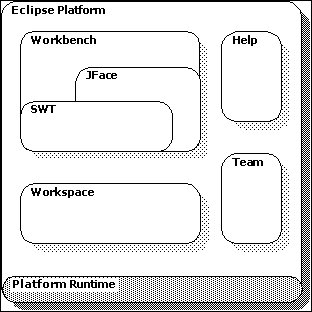 Eclipse Platform
Workbench
Help
JFace
SWT
Team
Workspace
Platform Runtime